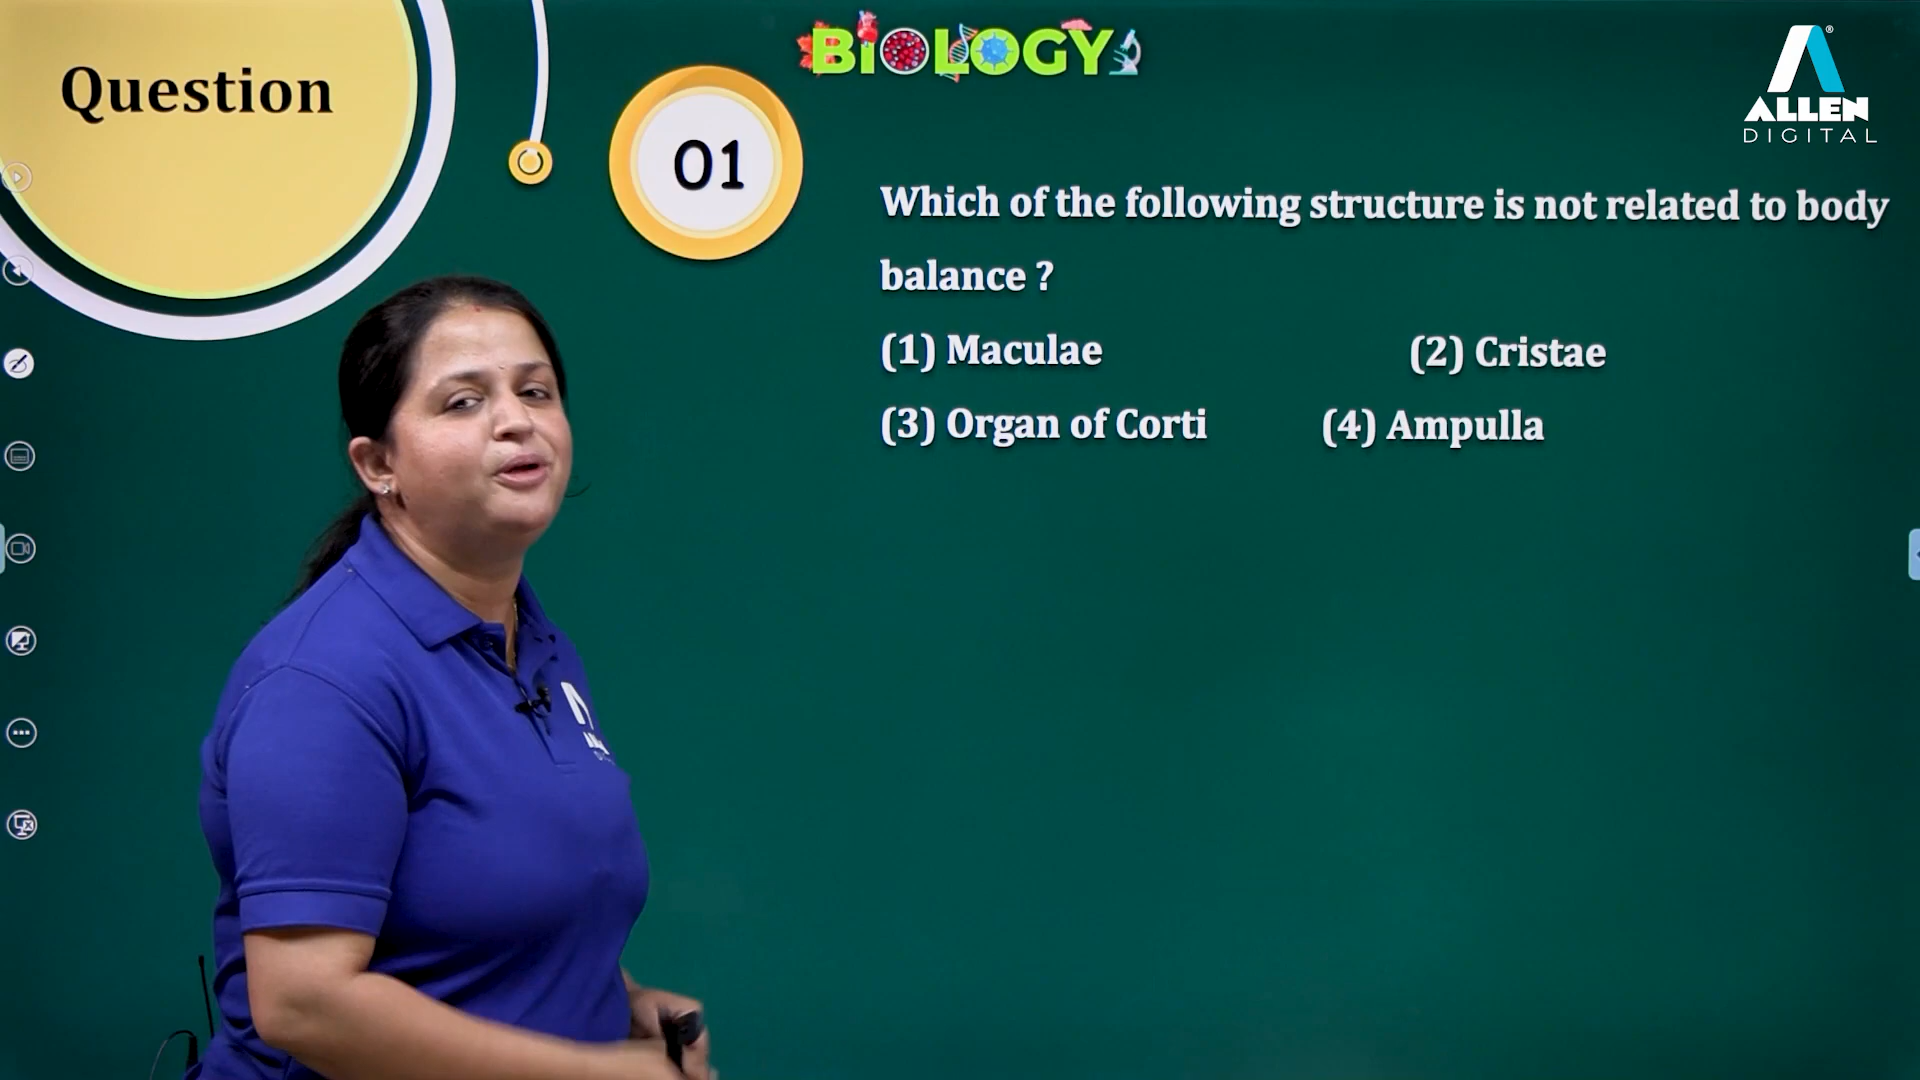 Question
BIOLOGY
ALLEN
DIGITAL
01
Which of the following structure is not related to body
balance ?
(1) Maculae (2) Cristae
(3) Organ of Corti (4) Ampulla